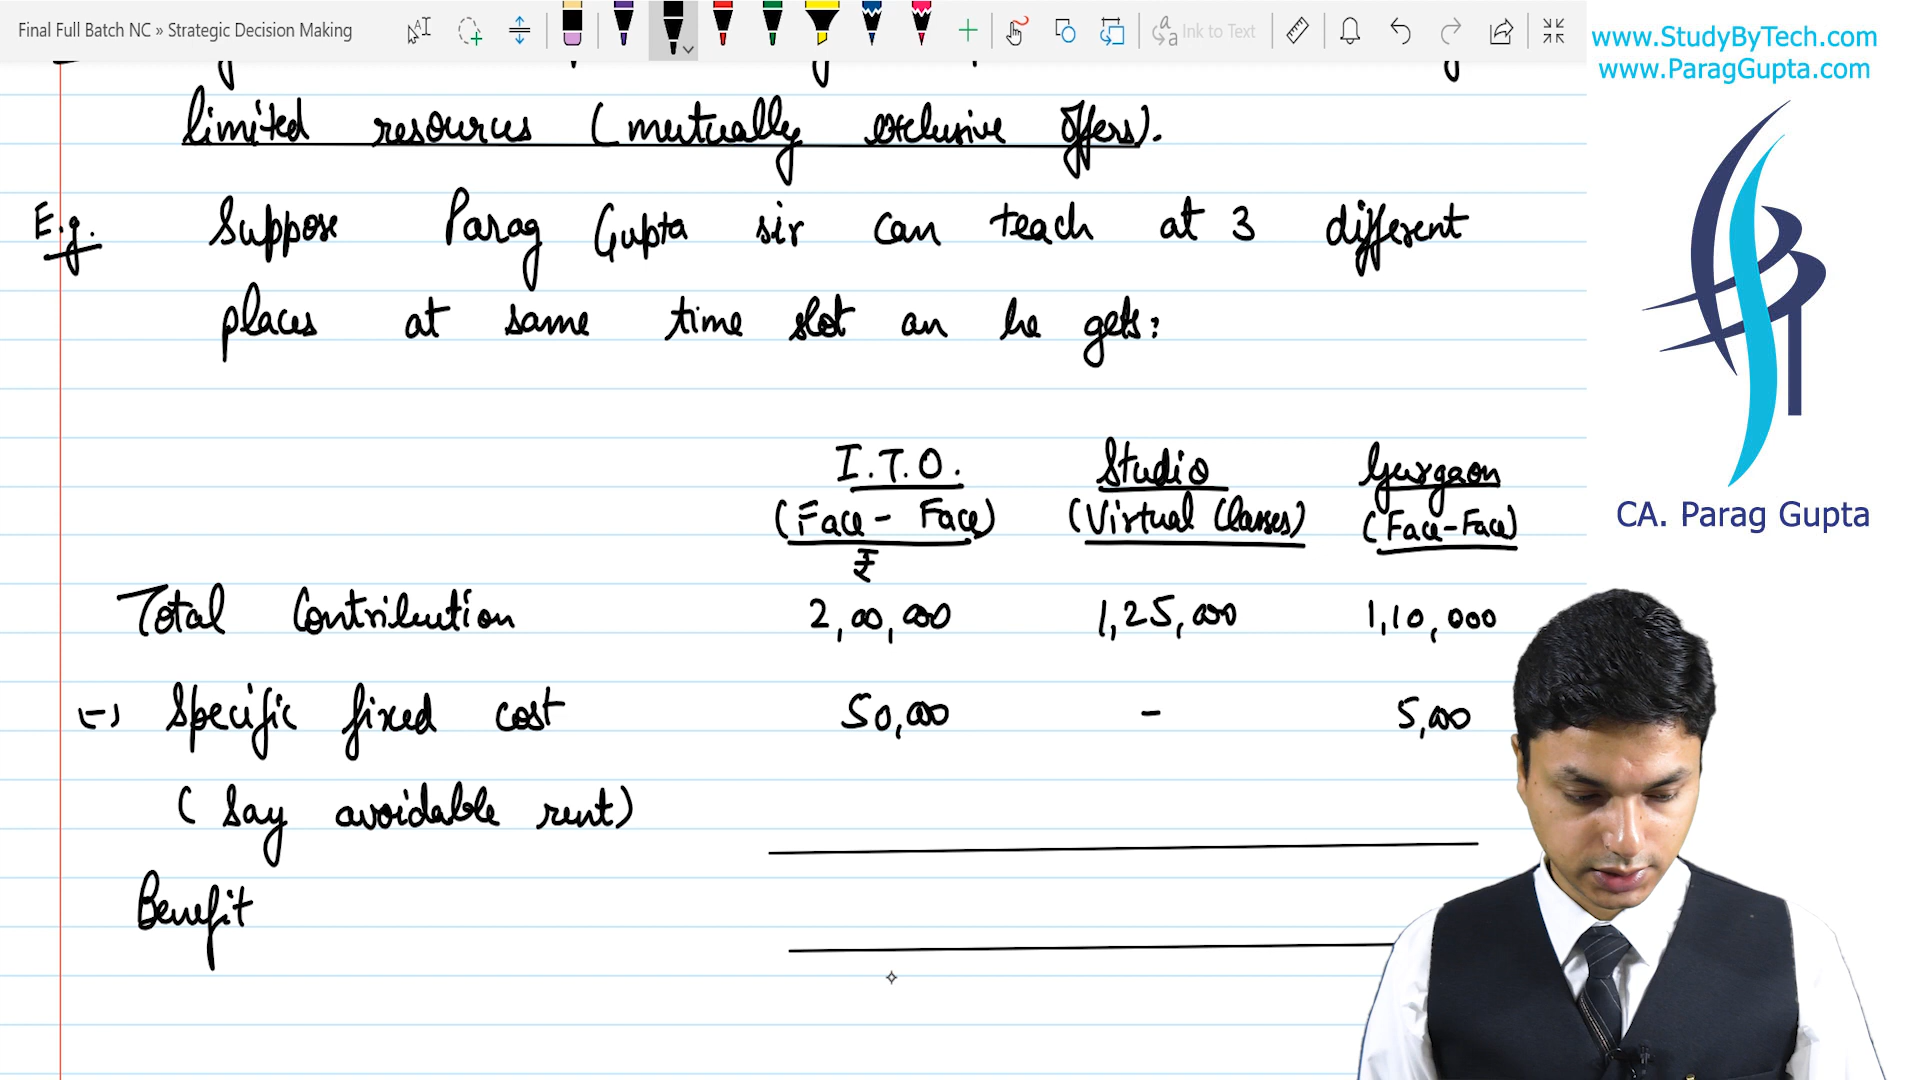 Final Full Batch NC » Strategic Decision Making
Ink to Text
www.StudyByTech.com
www.ParagGupta.com
limited resources (mutually exclusive offers).
E.g. Suppose Parag Gupta sir can teach at 3 different
places at same time slot an he gets:
I.T.O. Studio Gurgaon
(Face - Face) (Virtual Classes) (Face-Face)
₹
Total Contribution 2,00,000 1,25,000 1,10,000
(-) Specific fixed cost 50,000 - 5,000
(Say avoidable rent)
Benefit
CA. Parag Gupta